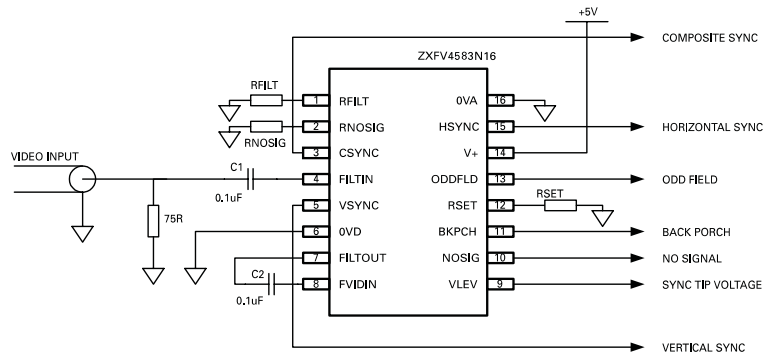 +5V
COMPOSITE SYNC
ZXFV4583N16
RFILT
1 RFILT
0VA 16
2 RNOSIG
HSYNC 15
HORIZONTAL SYNC
RNOSIG
VIDEO INPUT
3 CSYNC
V+ 14
C1
0.1uF
4 FILTIN
ODDFLD 13
ODD FIELD
RSET
5 VSYNC
RSET 12
75R
6 0VD
BKPCH 11
BACK PORCH
7 FILTOUT
NOSIG 10
NO SIGNAL
C2
0.1uF
8 FVIDIN
VLEV 9
SYNC TIP VOLTAGE
VERTICAL SYNC